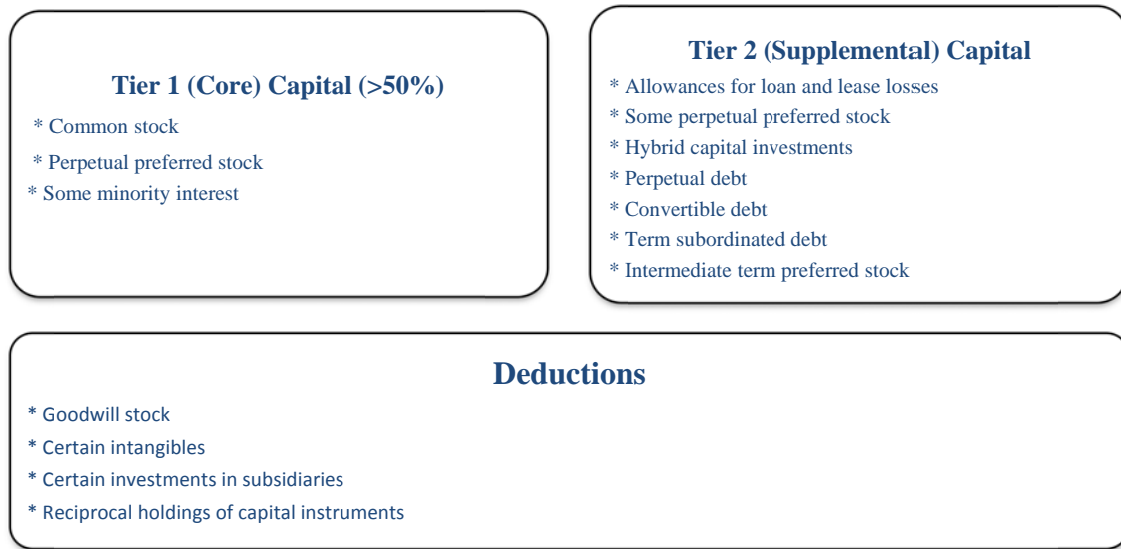 Tier 1 (Core) Capital (>50%)
* Common stock
* Perpetual preferred stock
* Some minority interest
Tier 2 (Supplemental) Capital
* Allowances for loan and lease losses
* Some perpetual preferred stock
* Hybrid capital investments
* Perpetual debt
* Convertible debt
* Term subordinated debt
* Intermediate term preferred stock
Deductions
* Goodwill stock
* Certain intangibles
* Certain investments in subsidiaries
* Reciprocal holdings of capital instruments